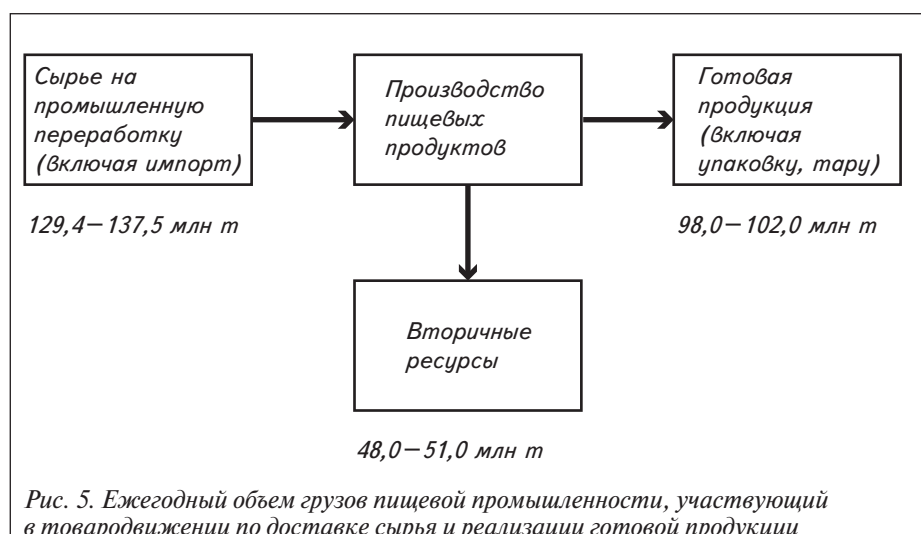 Сырье на
промышленную
переработку
(включая импорт)
129,4–137,5 млн т
Производство
пищевых
продуктов
Готовая
продукция
(включая
упаковку, тару)
98,0–102,0 млн т
Вторичные
ресурсы
48,0–51,0 млн т
Рис. 5. Ежегодный объем грузов пищевой промышленности, участвующий
в товародвижении по доставке сырья и реализации готовой продукции